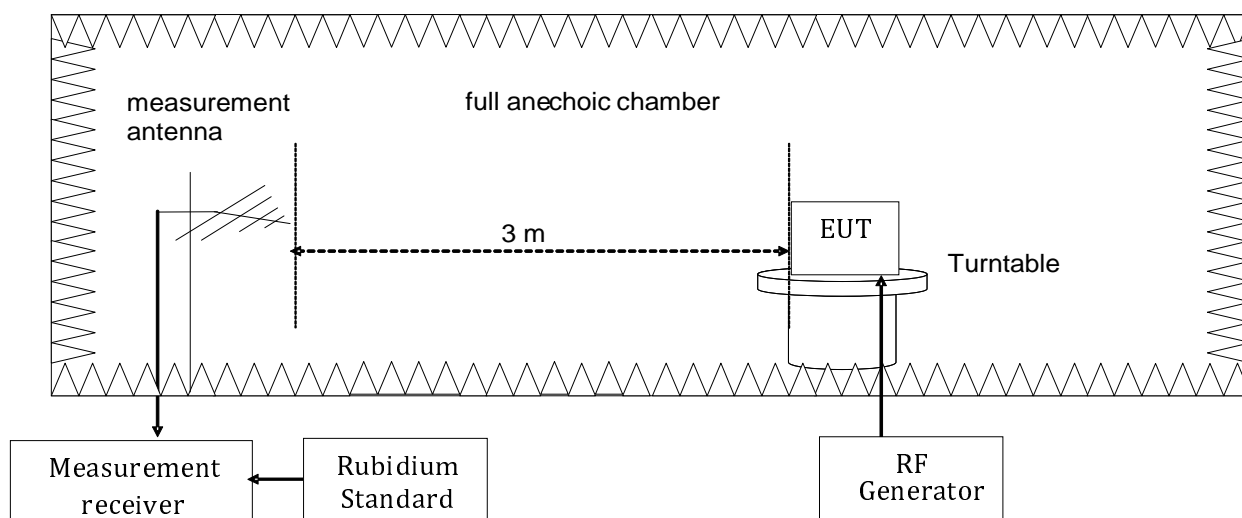 measurement
antenna
full anechoic chamber
3 m
EUT
Turntable
Measurement
receiver
Rubidium
Standard
RF
Generator